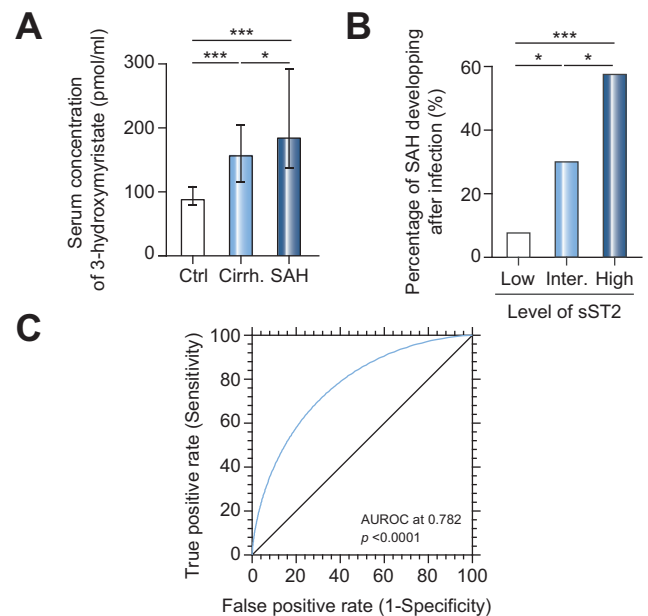 A
Serum concentration
of 3-hydroxymyristate (pmol/ml)
300
200
100
0
***
***
*
Ctrl Cirrh. SAH
B
Percentage of SAH developping
after infection (%)
60
40
20
0
***
*
*
Low Inter. High
Level of sST2
C
True positive rate (Sensitivity)
100
80
60
40
20
0
AUROC at 0.782
p <0.0001
0 20 40 60 80 100
False positive rate (1-Specificity)